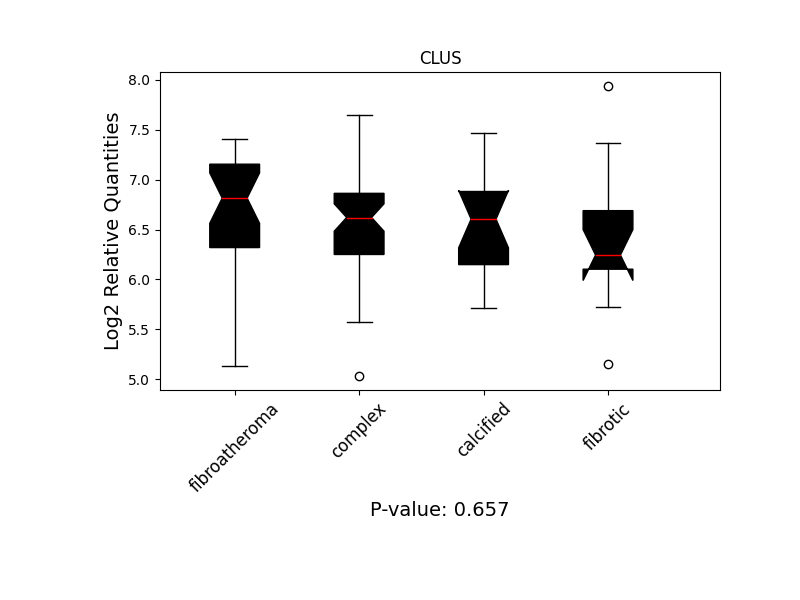 CLUS
Log2 Relative Quantities
8.0
7.5
7.0
6.5
6.0
5.5
5.0
fibroatheroma
complex
calcified
fibrotic
P-value: 0.657